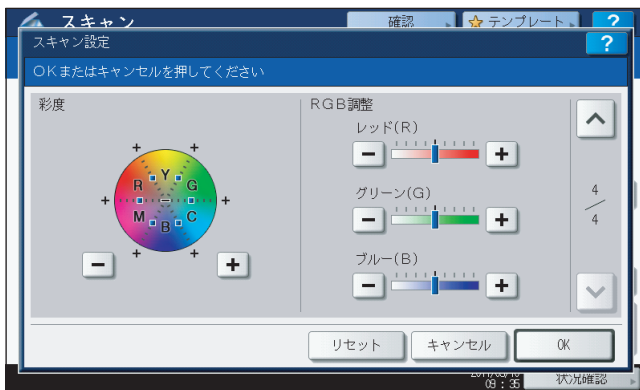 スキャン
確認
テンプレート
?
スキャン設定
?
OKまたはキャンセルを押してください
彩度
RGB調整
レッド(R)
グリーン(G)
ブルー(B)
Y
R G
M C
B
4
4
リセット
キャンセル
OK
09:35
状況確認